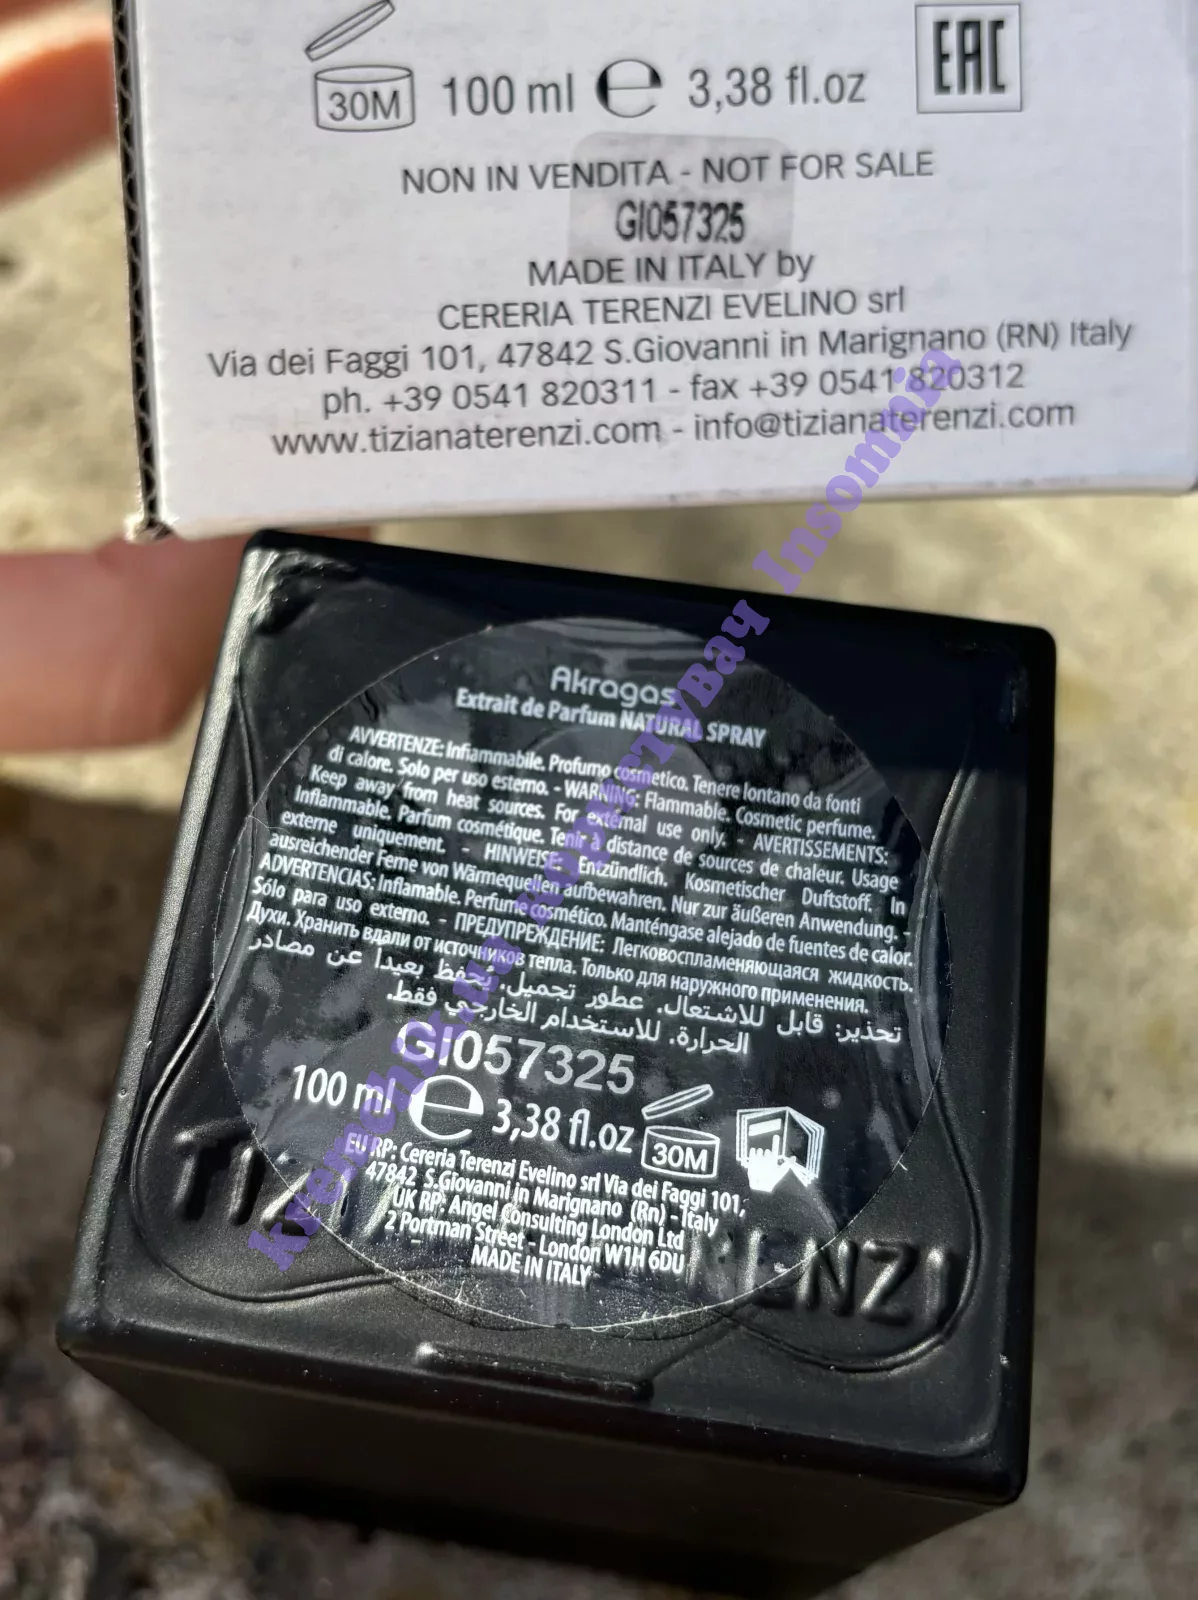 30M 100 ml e 3,38 fl.oz EAC
NON IN VENDITA - NOT FOR SALE
GI057325
MADE IN ITALY by
CERERIA TERENZI EVELINO srl
Via dei Faggi 101, 47842 S.Giovanni in Marignano (RN) Italy
ph. +39 0541 820311 - fax +39 0541 820312
www.tizianaterenzi.com - info@tizianaterenzi.com
Akragas
Extrait de Parfum NATURAL SPRAY
AVVERTENZE: Infiammabile. Profumo cosmetico. Tenere lontano da fonti
di calore. Solo per uso esterno. - WARNING: Flammable. Cosmetic perfume.
Keep away from heat sources. For external use only. - AVERTISSEMENTS:
Inflammable. Parfum cosmétique. Tenir à distance de sources de chaleur. Usage
externe uniquement. - HINWEISE: Entzündlich. Kosmetischer Duftstoff. In
ausreichender Ferne von Wärmequellen aufbewahren. Nur zur äußeren Anwendung. -
ADVERTENCIAS: Inflamable. Perfume cosmético. Manténgase alejado de fuentes de calor.
Sólo para uso externo. - ПРЕДУПРЕЖДЕНИЕ: Легковоспламеняющаяся жидкость.
Духи. Хранить вдали от источников тепла. Только для наружного применения.
تحذير: قابل للاشتعال. عطور تجميل. يُحفظ بعيدا عن مصادر
الحرارة. للاستخدام الخارجي فقط.
GI057325
100 ml e 3,38 fl.oz 30M
EU RP: Cereria Terenzi Evelino srl Via dei Faggi 101,
47842 S.Giovanni in Marignano (Rn) - Italy
UK RP: Angel Consulting London Ltd
2 Portman Street - London W1H 6DU
MADE IN ITALY